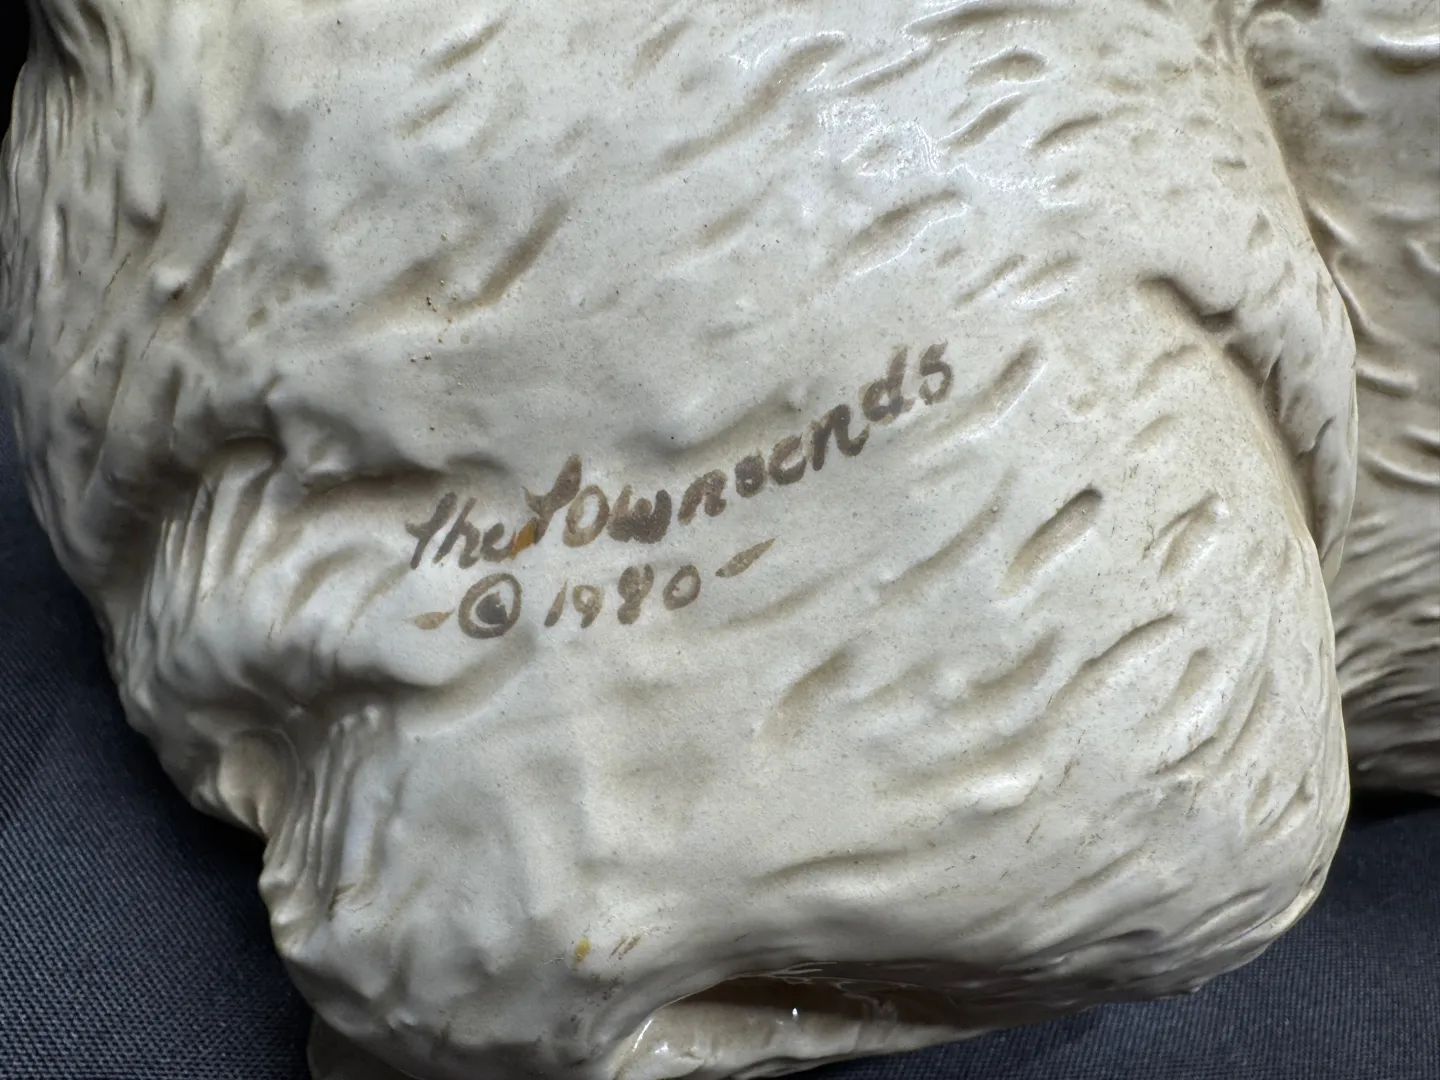 the Townsends
-© 1980-